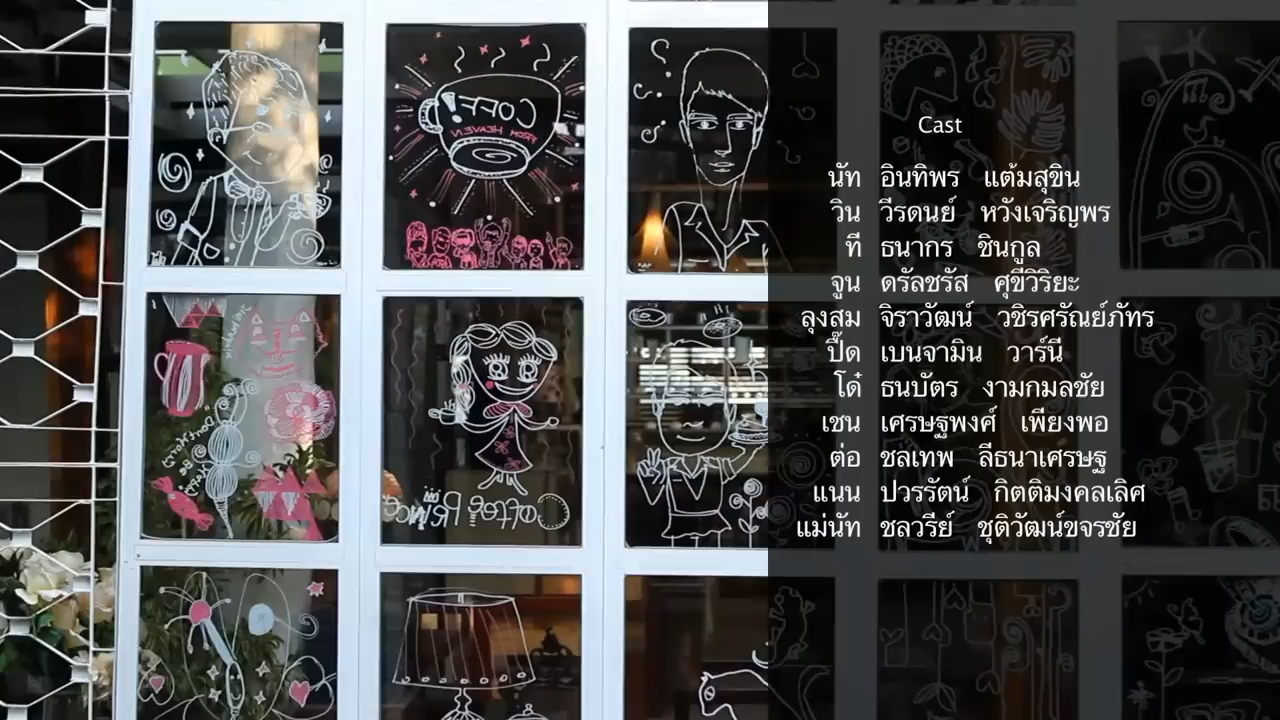 COFF!
FROM HEAVEN
Coffee PRiNce
Cast
นัท อินทิพร แต้มสุขิน
วิน วีรดนย์ หวังเจริญพร
ที ธนากร ชินกูล
จูน ดรัลชรัส ศุขีวิริยะ
ลุงสม จิราวัฒน์ วชิรศรัณย์ภัทร
ปี๊ด เบนจามิน วาร์นี
โด๋ ธนบัตร งามกมลชัย
เชน เศรษฐพงศ์ เพียงพอ
ต่อ ชลเทพ ลีธนาเศรษฐ
แนน ปวรรัตน์ กิตติมงคลเลิศ
แม่นัท ชลวรีย์ ชุติวัฒน์ขจรชัย